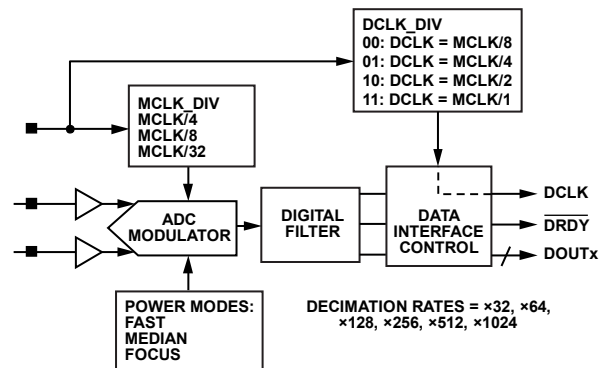 DCLK_DIV
00: DCLK = MCLK/8
01: DCLK = MCLK/4
10: DCLK = MCLK/2
11: DCLK = MCLK/1
MCLK_DIV
MCLK/4
MCLK/8
MCLK/32
ADC
MODULATOR
DIGITAL
FILTER
DATA
INTERFACE
CONTROL
DCLK
DRDY
DOUTx
POWER MODES:
FAST
MEDIAN
FOCUS
DECIMATION RATES = ×32, ×64,
×128, ×256, ×512, ×1024